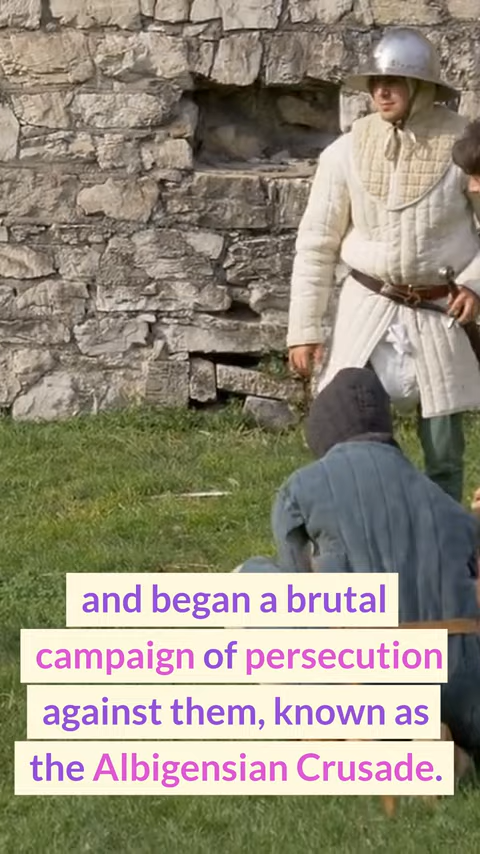 and began a brutal
campaign of persecution
against them, known as
the Albigensian Crusade.